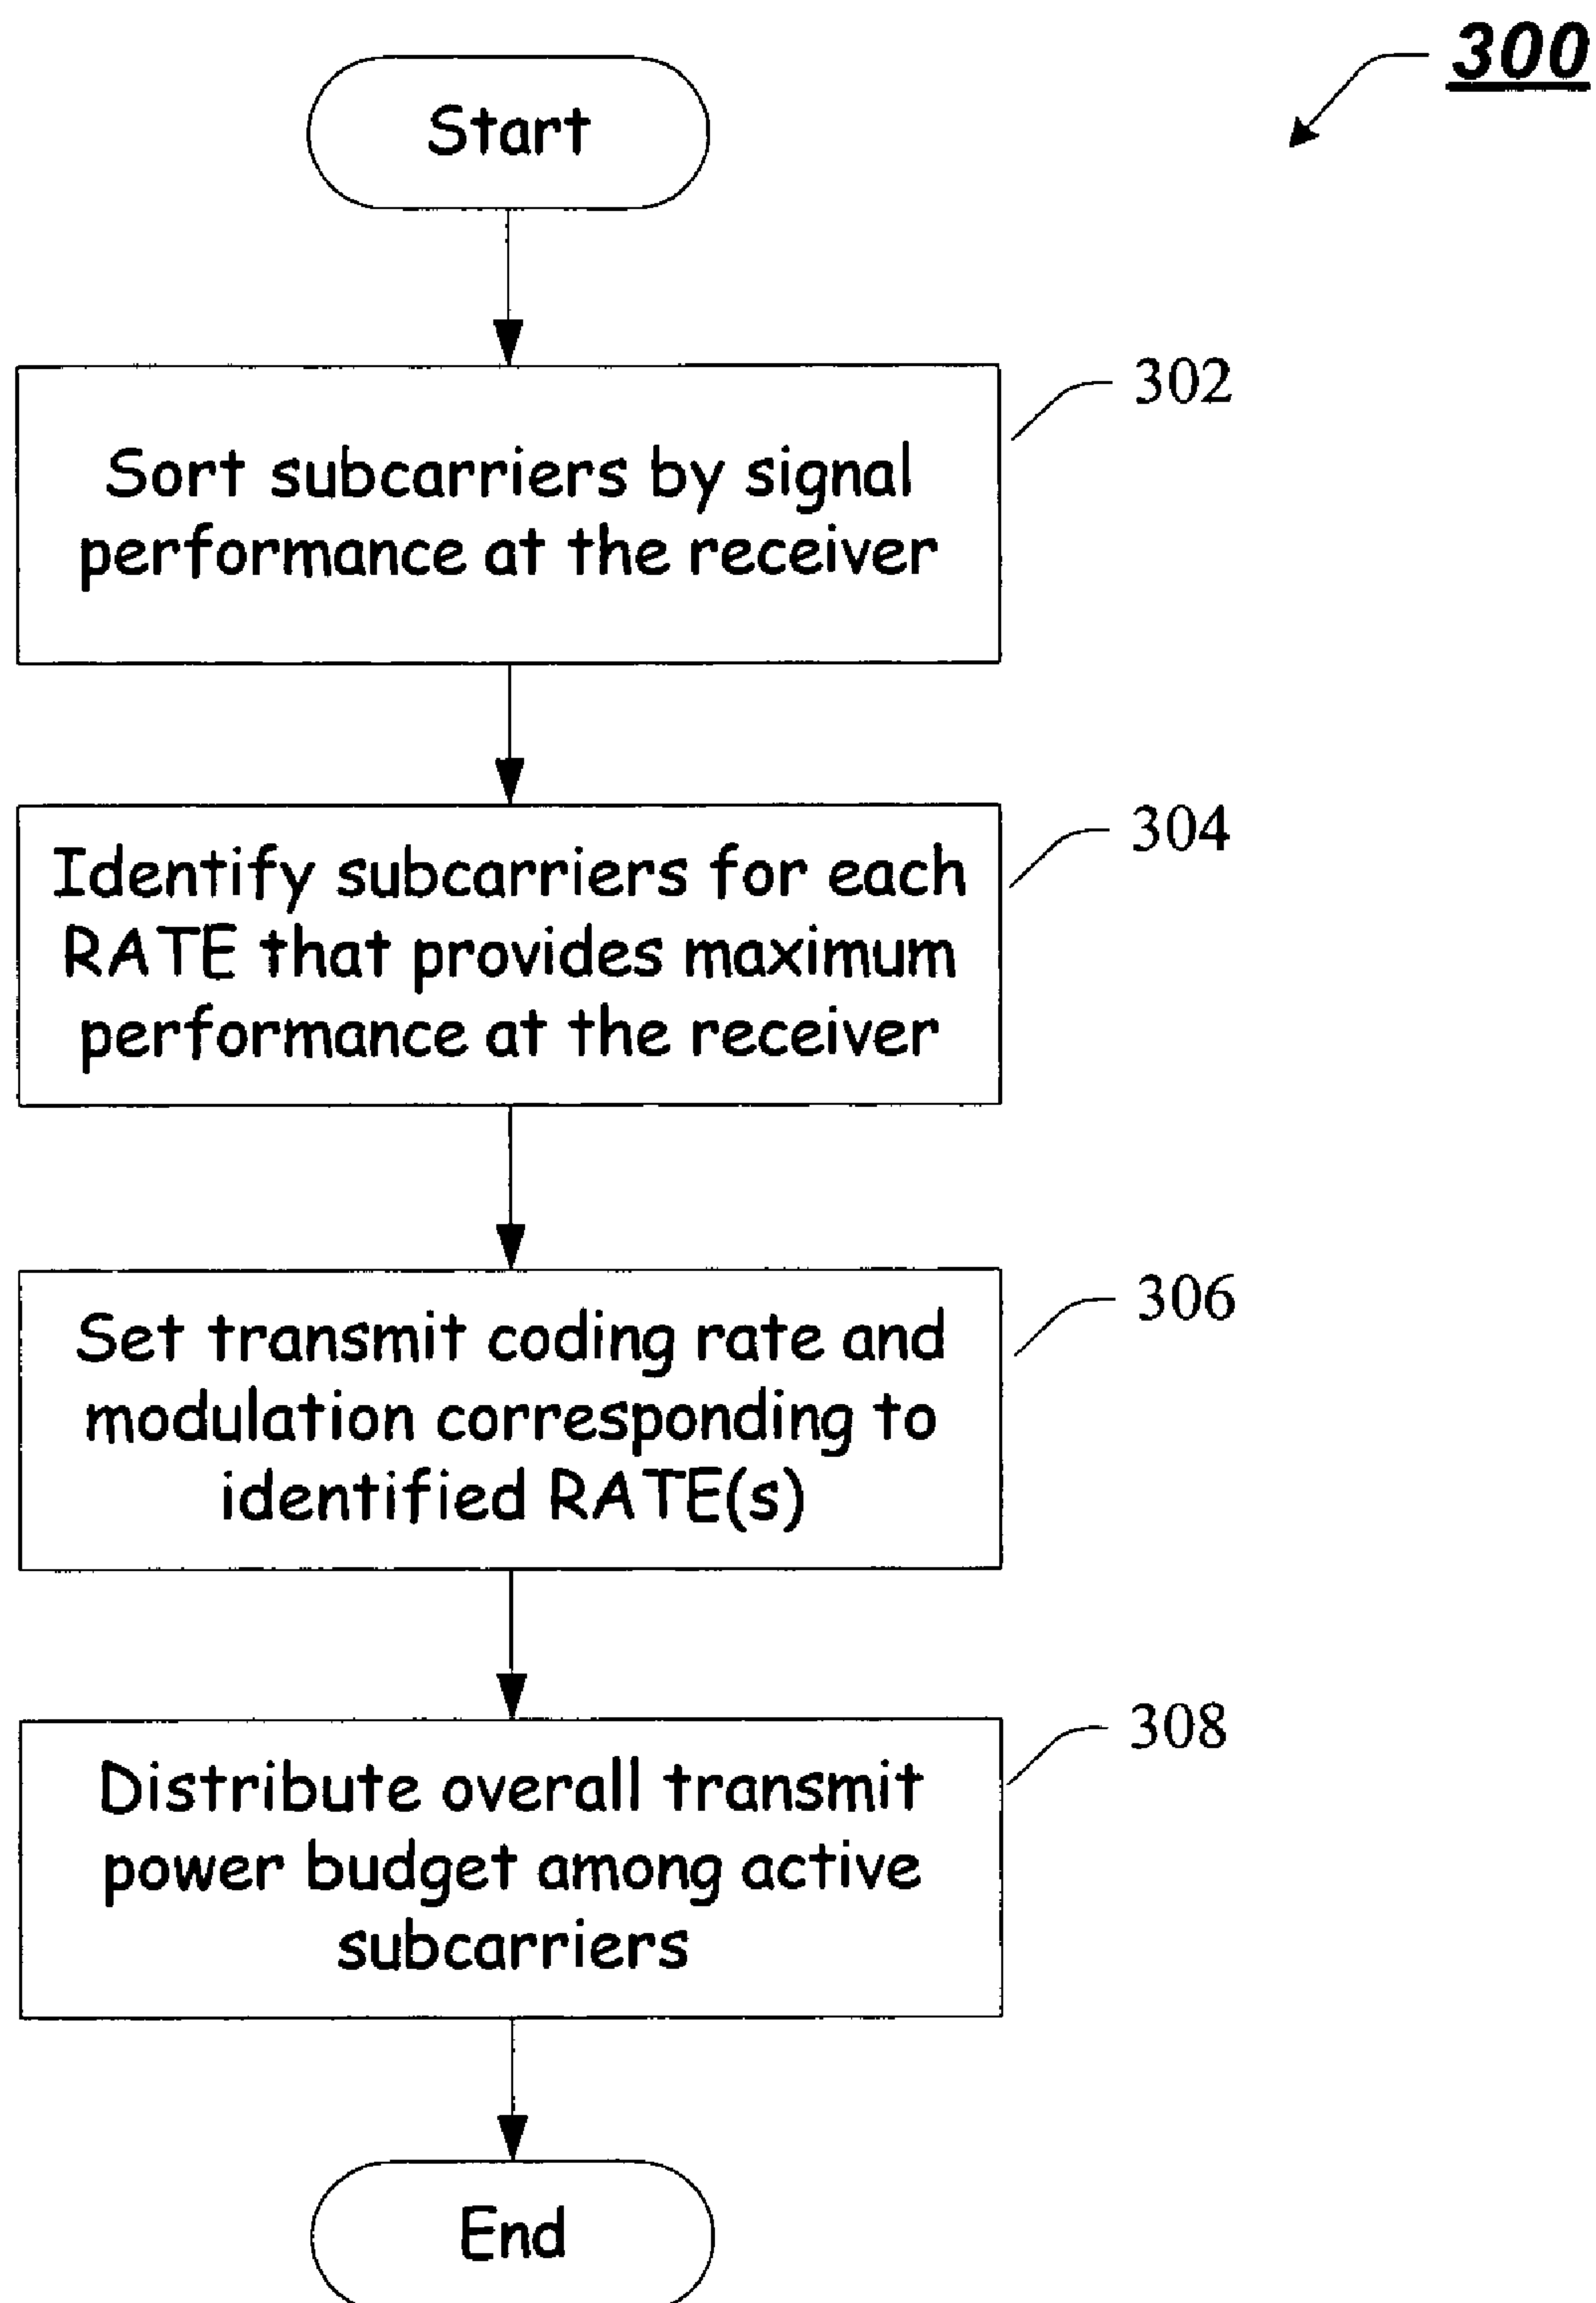 300
Start
302
Sort subcarriers by signal
performance at the receiver
304
Identify subcarriers for each
RATE that provides maximum
performance at the receiver
306
Set transmit coding rate and
modulation corresponding to
identified RATE(s)
308
Distribute overall transmit
power budget among active
subcarriers
End